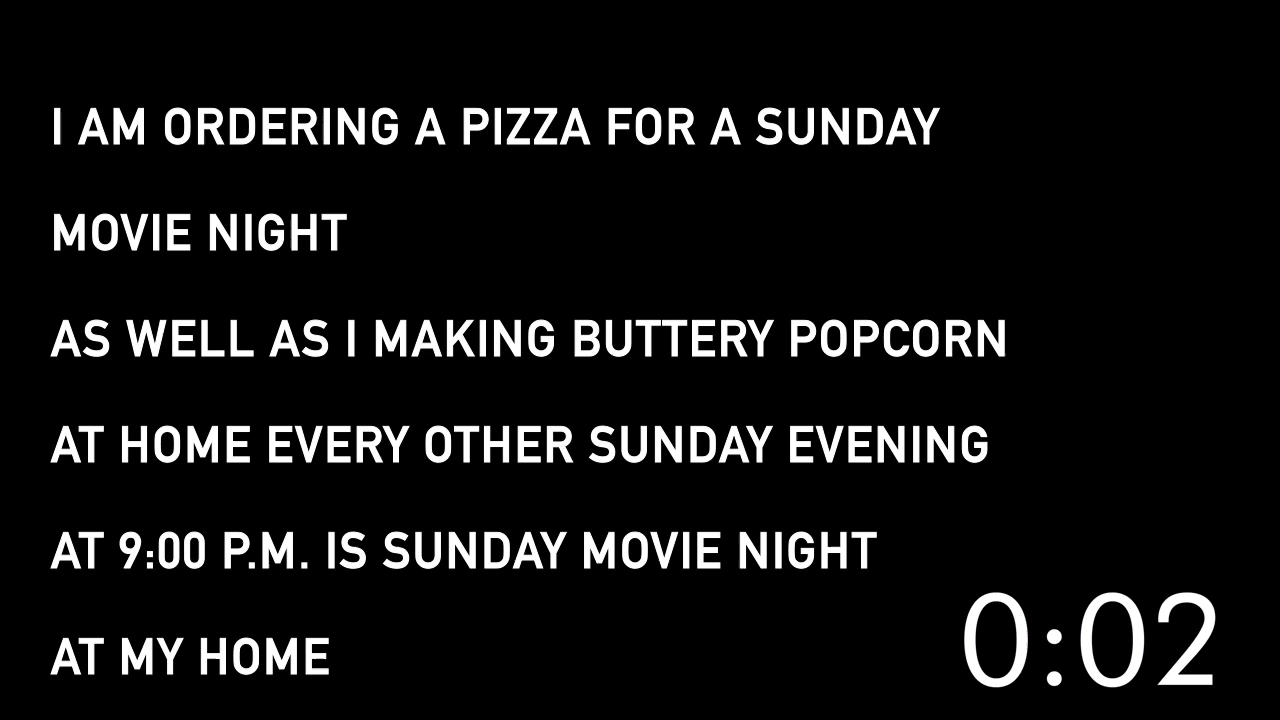 I AM ORDERING A PIZZA FOR A SUNDAY
MOVIE NIGHT
AS WELL AS I MAKING BUTTERY POPCORN
AT HOME EVERY OTHER SUNDAY EVENING
AT 9:00 P.M. IS SUNDAY MOVIE NIGHT
AT MY HOME
0:02